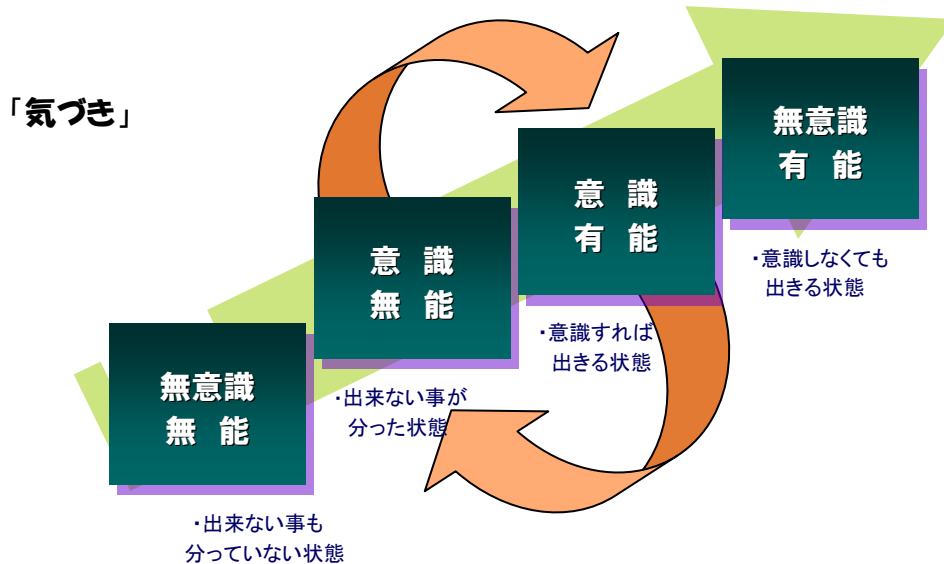 「気づき」
無意識
無 能
・出来ない事も
分っていない状態
意 識
無 能
・出来ない事が
分った状態
意 識
有 能
・意識すれば
出きる状態
無意識
有 能
・意識しなくても
出きる状態